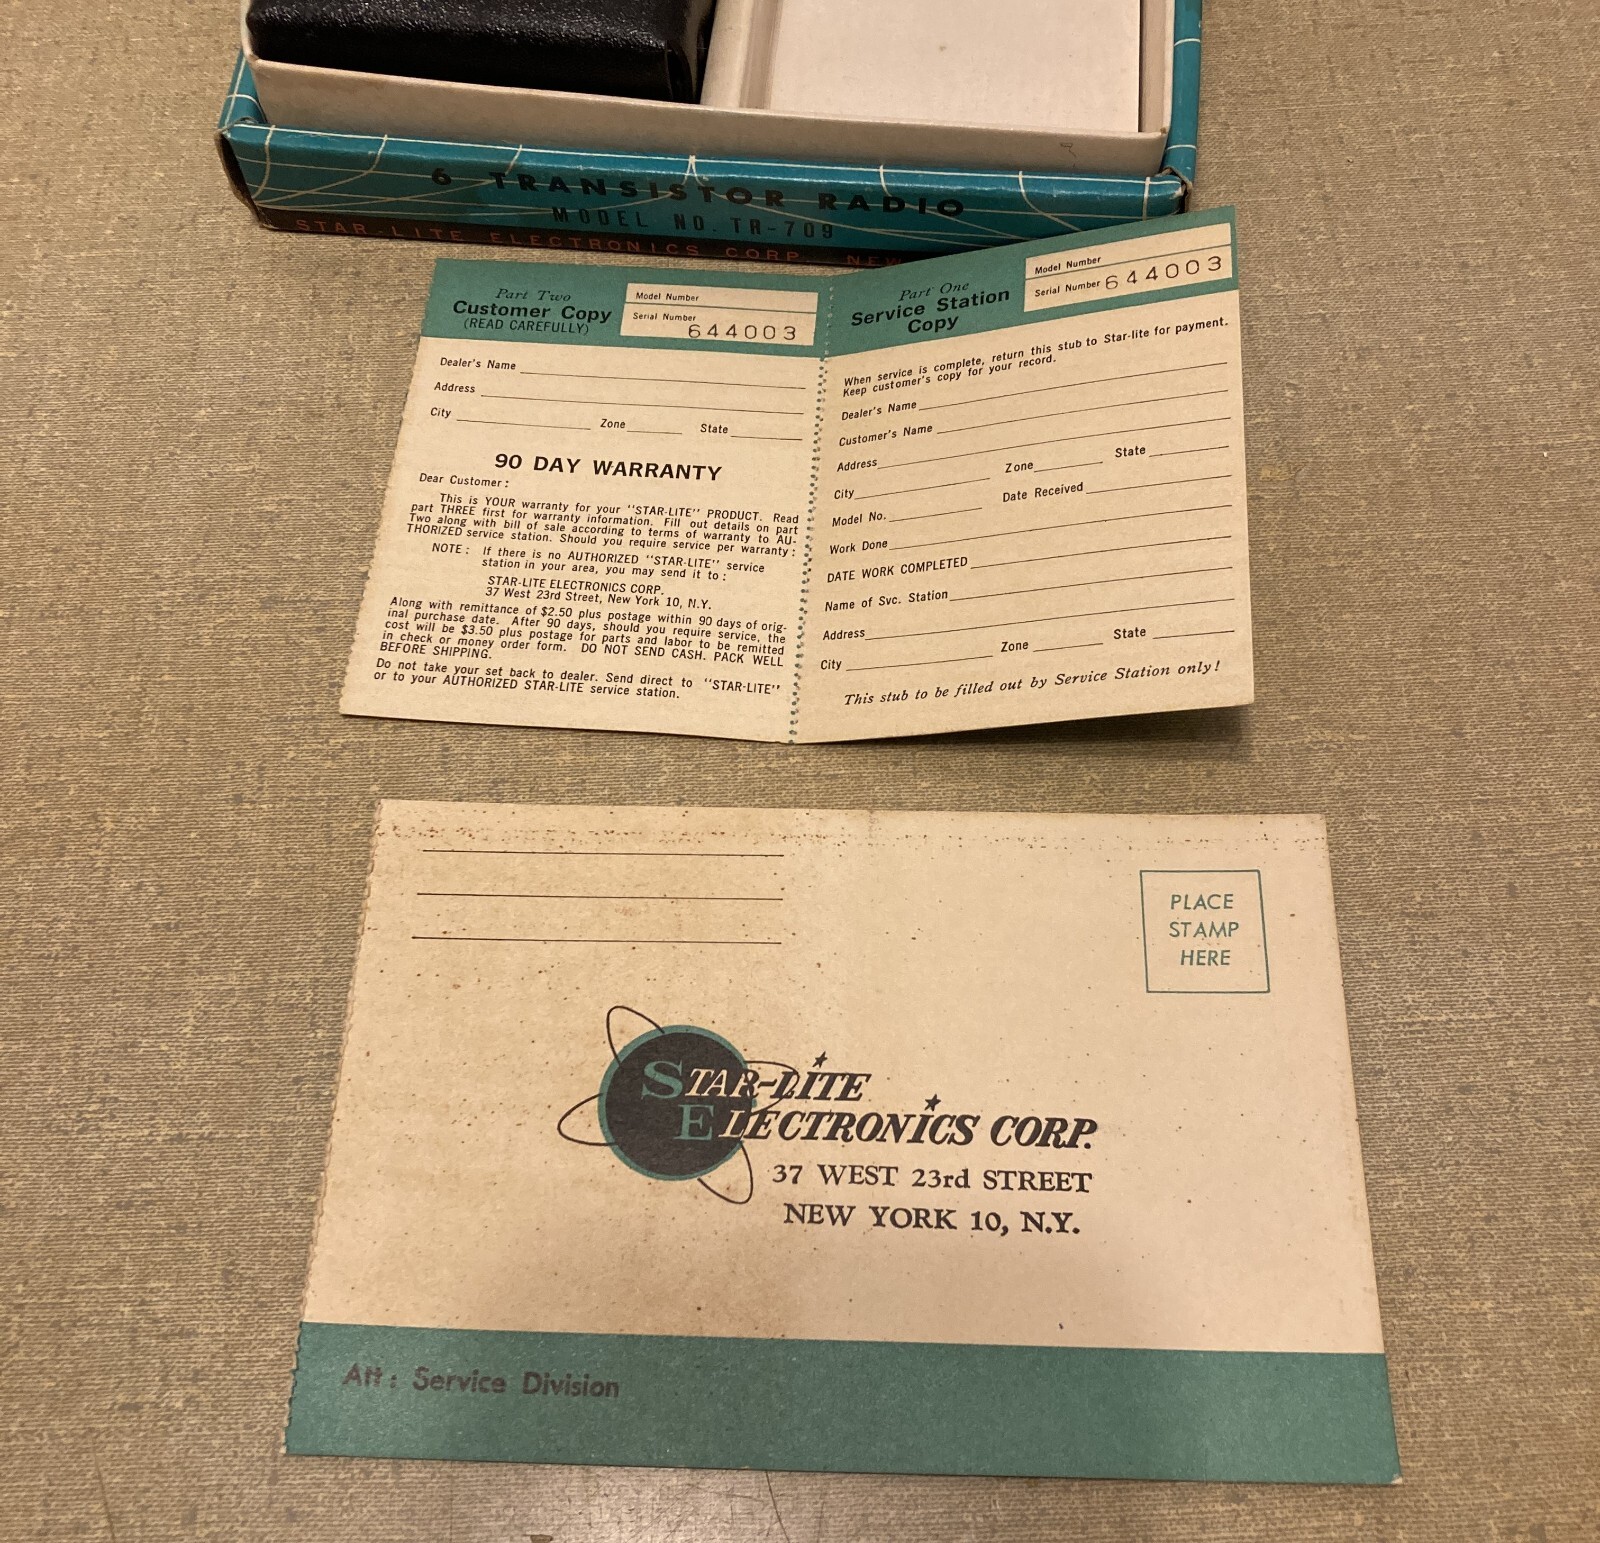 6 TRANSISTOR RADIO
MODEL NO. TR-709
STAR-LITE ELECTRONICS CORP. NEW
Part Two
Customer Copy
(READ CAREFULLY)
Model Number
Serial Number
644003
Dealer's Name
Address
City Zone State
90 DAY WARRANTY
Dear Customer:
This is YOUR warranty for your "STAR-LITE" PRODUCT. Read
part THREE first for warranty information. Fill out details on part
Two along with bill of sale according to terms of warranty to AU-
THORIZED service station. Should you require service per warranty:
NOTE: If there is no AUTHORIZED "STAR-LITE" service
station in your area, you may send it to:
STAR-LITE ELECTRONICS CORP.
37 West 23rd Street, New York 10, N.Y.
Along with remittance of $2.50 plus postage within 90 days of orig-
inal purchase date. After 90 days, should you require service, the
cost will be $3.50 plus postage for parts and labor to be remitted
in check or money order form. DO NOT SEND CASH. PACK WELL
BEFORE SHIPPING.
Do not take your set back to dealer. Send direct to "STAR-LITE"
or to your AUTHORIZED STAR-LITE service station.
Part One
Service Station
Copy
Model Number
Serial Number 644003
When service is complete, return this stub to Star-lite for payment.
Keep customer's copy for your record.
Dealer's Name
Customer's Name
Address
City Zone State
Model No. Date Received
Work Done
DATE WORK COMPLETED
Name of Svc. Station
Address
City Zone State
This stub to be filled out by Service Station only!
PLACE
STAMP
HERE
STAR-LITE
ELECTRONICS CORP.
37 WEST 23rd STREET
NEW YORK 10, N.Y.
Att: Service Division